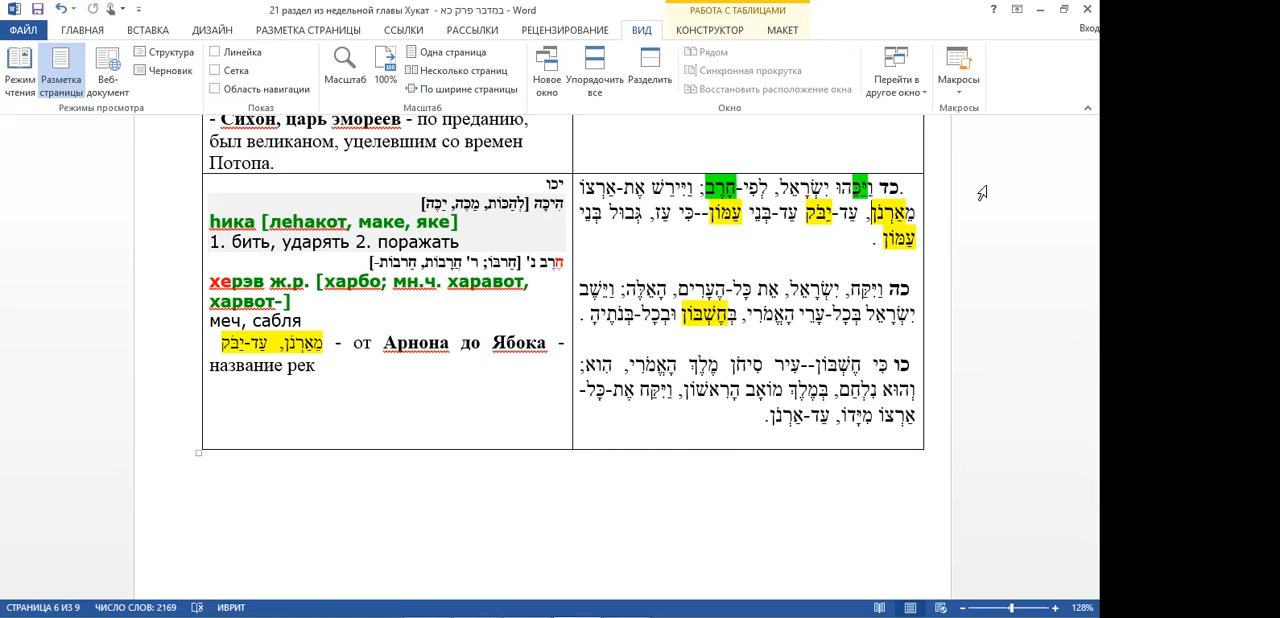 21 раздел из недельной главы Хукат - במדבר פרק כא - Word
РАБОТА С ТАБЛИЦАМИ
?
Вход
ФАЙЛ ГЛАВНАЯ ВСТАВКА ДИЗАЙН РАЗМЕТКА СТРАНИЦЫ ССЫЛКИ РАССЫЛКИ РЕЦЕНЗИРОВАНИЕ ВИД КОНСТРУКТОР МАКЕТ
Режим чтения
Разметка страницы
Веб-документ
Структура
Черновик
Режимы просмотра
Линейка
Сетка
Область навигации
Показ
Масштаб
100%
Одна страница
Несколько страниц
По ширине страницы
Масштаб
Новое окно
Упорядочить все
Разделить
Рядом
Синхронная прокрутка
Восстановить расположение окна
Окно
Перейти в другое окно
Макросы
Макросы
- Сихон, царь эмореев - по преданию,
был великаном, уцелевшим со времен
Потопа.
יכו
הִיכָּה [לְהַכּוֹת, מַכֶּה, יַכֶּה]
hика [леhакот, маке, яке]
1. бить, ударять 2. поражать
חֶרֶב נ' [חַרבּוֹ; ר' חֲרָבוֹת, חַרבוֹת-]
херэв ж.р. [харбо; мн.ч. харавот,
харвот-]
меч, сабля
מֵאַרְנֹן, עַד-יַבֹּק - от Арнона до Ябока -
название рек
.כד וַיַּכֵּהוּ יִשְׂרָאֵל, לְפִי-חָרֶב; וַיִּירַשׁ אֶת-אַרְצוֹ
מֵאַרְנֹן, עַד-יַבֹּק עַד-בְּנֵי עַמּוֹן--כִּי עַז, גְּבוּל בְּנֵי
עַמּוֹן .
כה וַיִּקַּח, יִשְׂרָאֵל, אֵת כָּל-הֶעָרִים, הָאֵלֶּה; וַיֵּשֶׁב
יִשְׂרָאֵל בְּכָל-עָרֵי הָאֱמֹרִי, בְּחֶשְׁבּוֹן וּבְכָל-בְּנֹתֶיהָ .
כו כִּי חֶשְׁבּוֹן--עִיר סִיחֹן מֶלֶךְ הָאֱמֹרִי, הִוא;
וְהוּא נִלְחַם, בְּמֶלֶךְ מוֹאָב הָרִאשׁוֹן, וַיִּקַּח אֶת-כָּל-
אַרְצוֹ מִיָּדוֹ, עַד-אַרְנֹן.
СТРАНИЦА 6 ИЗ 9 ЧИСЛО СЛОВ: 2169 ИВРИТ
128%